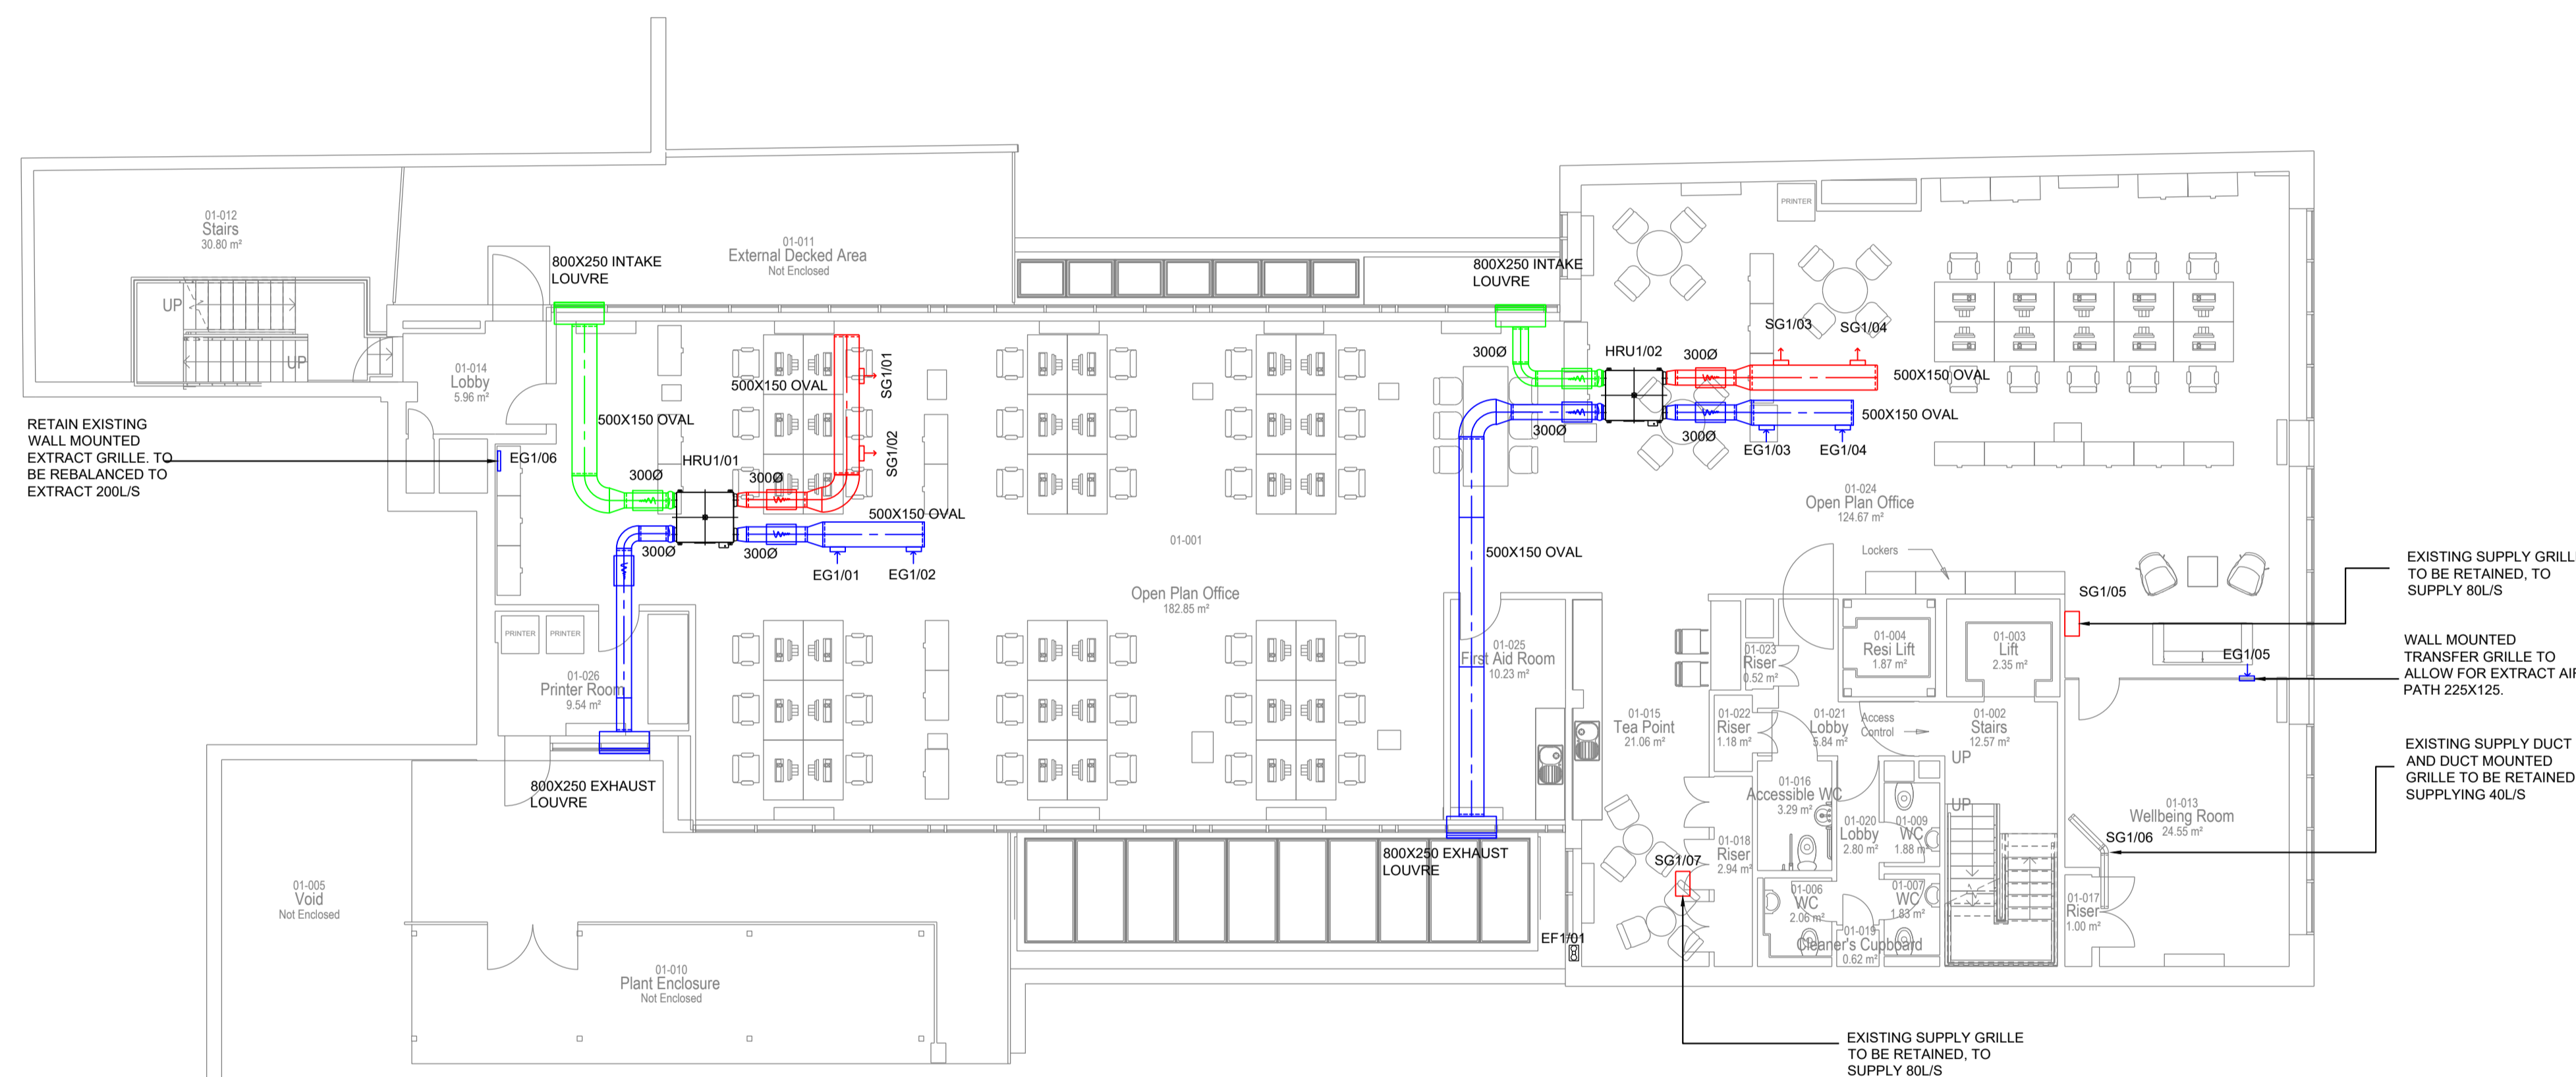 01-012
Stairs
30.80 m²
UP
UP
01-014
Lobby
5.96 m²
RETAIN EXISTING
WALL MOUNTED
EXTRACT GRILLE. TO
BE REBALANCED TO
EXTRACT 200L/S
EG1/06
800X250 INTAKE
LOUVRE
01-011
External Decked Area
Not Enclosed
500X150 OVAL
300Ø
HRU1/01
300Ø
500X150 OVAL
SG1/01
SG1/02
500X150 OVAL
300Ø
300Ø
EG1/01
EG1/02
PRINTER
PRINTER
01-026
Printer Room
9.54 m²
800X250 EXHAUST
LOUVRE
01-001
Open Plan Office
182.85 m²
800X250 INTAKE
LOUVRE
300Ø
HRU1/02
300Ø
SG1/03
SG1/04
500X150 OVAL
500X150 OVAL
300Ø
300Ø
EG1/03
EG1/04
PRINTER
01-024
Open Plan Office
124.67 m²
Lockers
500X150 OVAL
01-025
First Aid Room
10.23 m²
800X250 EXHAUST
LOUVRE
01-015
Tea Point
21.06 m²
01-023
Riser
0.52 m²
01-022
Riser
1.18 m²
01-021
Lobby
5.84 m²
Access
Control
01-004
Resi Lift
1.87 m²
01-003
Lift
2.35 m²
01-002
Stairs
12.57 m²
UP
UP
01-016
Accessible WC
3.29 m²
01-018
Riser
2.94 m²
01-020
Lobby
2.80 m²
01-009
WC
1.88 m²
01-006
WC
2.06 m²
01-007
WC
1.83 m²
01-019
Cleaner's Cupboard
0.62 m²
SG1/07
EF1/01
SG1/05
EG1/05
SG1/06
01-013
Wellbeing Room
24.55 m²
01-017
Riser
1.00 m²
EXISTING SUPPLY GRILL
TO BE RETAINED, TO
SUPPLY 80L/S
WALL MOUNTED
TRANSFER GRILLE TO
ALLOW FOR EXTRACT AIR
PATH 225X125.
EXISTING SUPPLY DUCT
AND DUCT MOUNTED
GRILLE TO BE RETAINED
SUPPLYING 40L/S
EXISTING SUPPLY GRILLE
TO BE RETAINED, TO
SUPPLY 80L/S
01-005
Void
Not Enclosed
01-010
Plant Enclosure
Not Enclosed